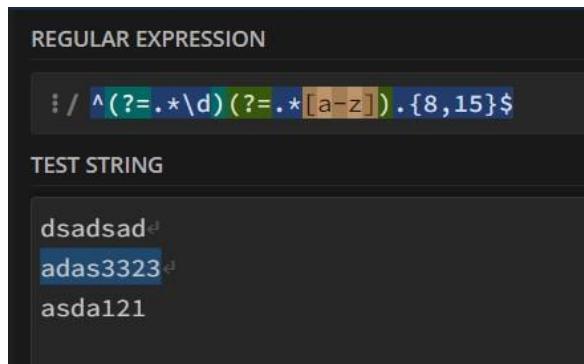 REGULAR EXPRESSION
⋮/ ^(?=.*\d)(?=.*[a-z]).{8,15}$
TEST STRING
dsadsad↵
adas3323↵
asda121